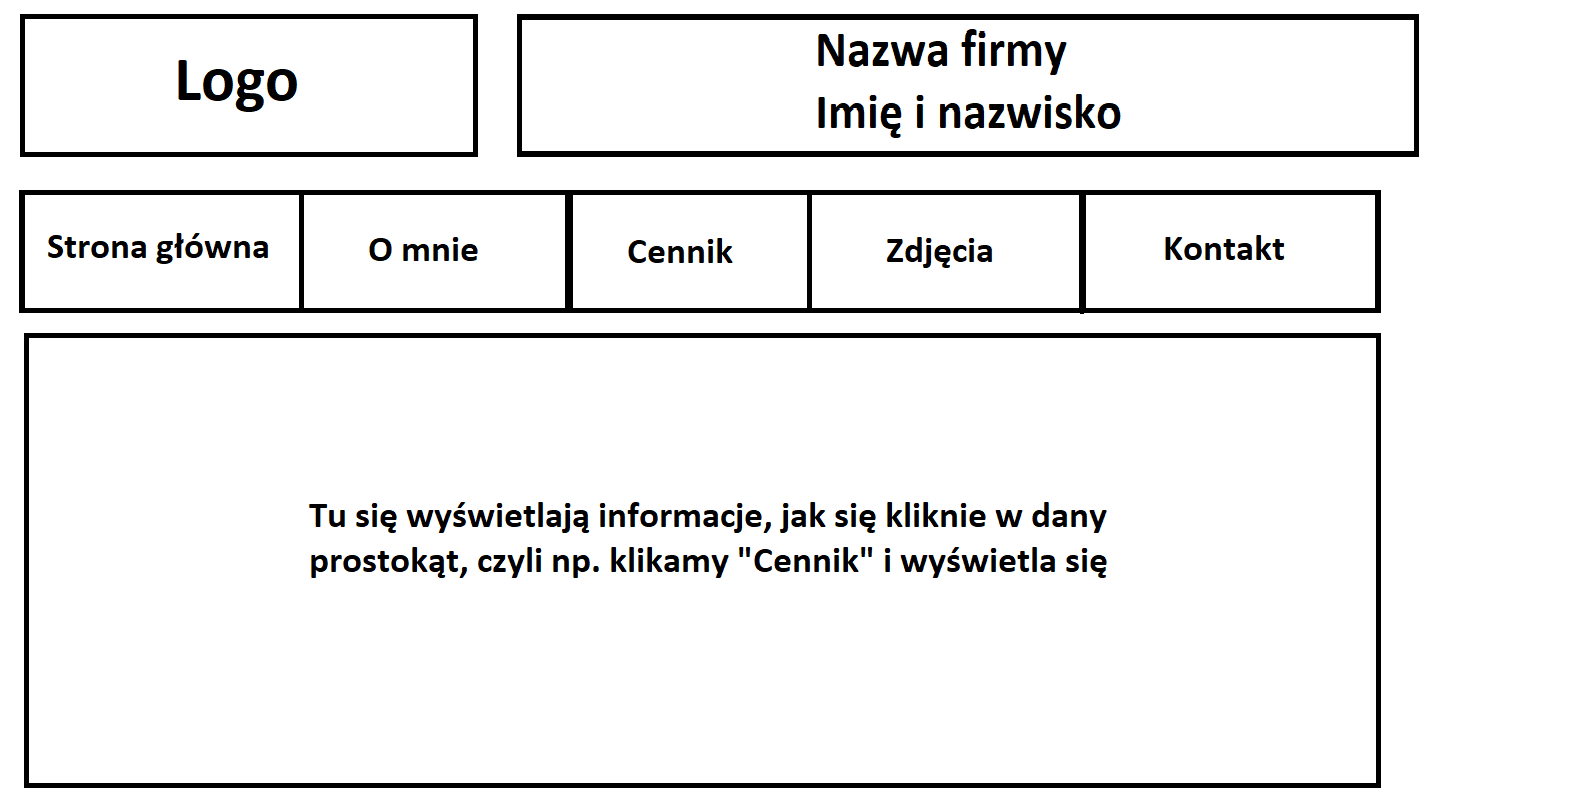 Logo
Nazwa firmy
Imię i nazwisko
Strona główna
O mnie
Cennik
Zdjęcia
Kontakt
Tu się wyświetlają informacje, jak się kliknie w dany
prostokąt, czyli np. klikamy "Cennik" i wyświetla się